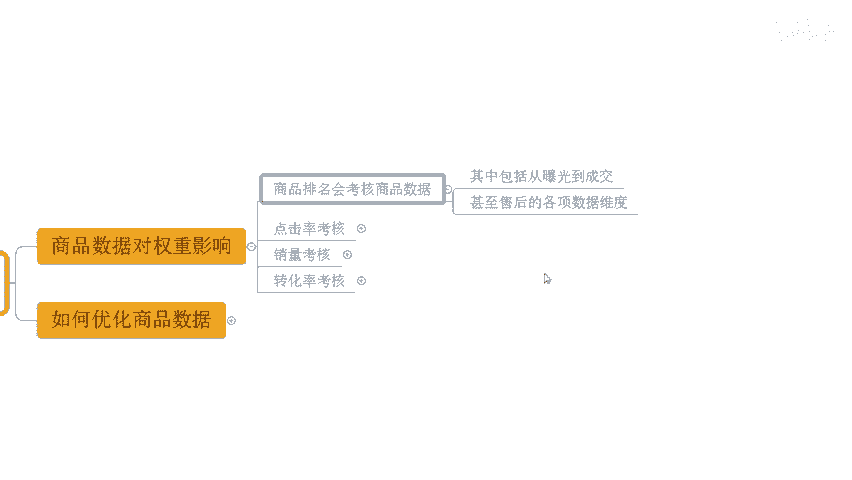 商品排名会考核商品数据
其中包括从曝光到成交
甚至售后的各项数据维度
点击率考核
销量考核
转化率考核
商品数据对权重影响
如何优化商品数据